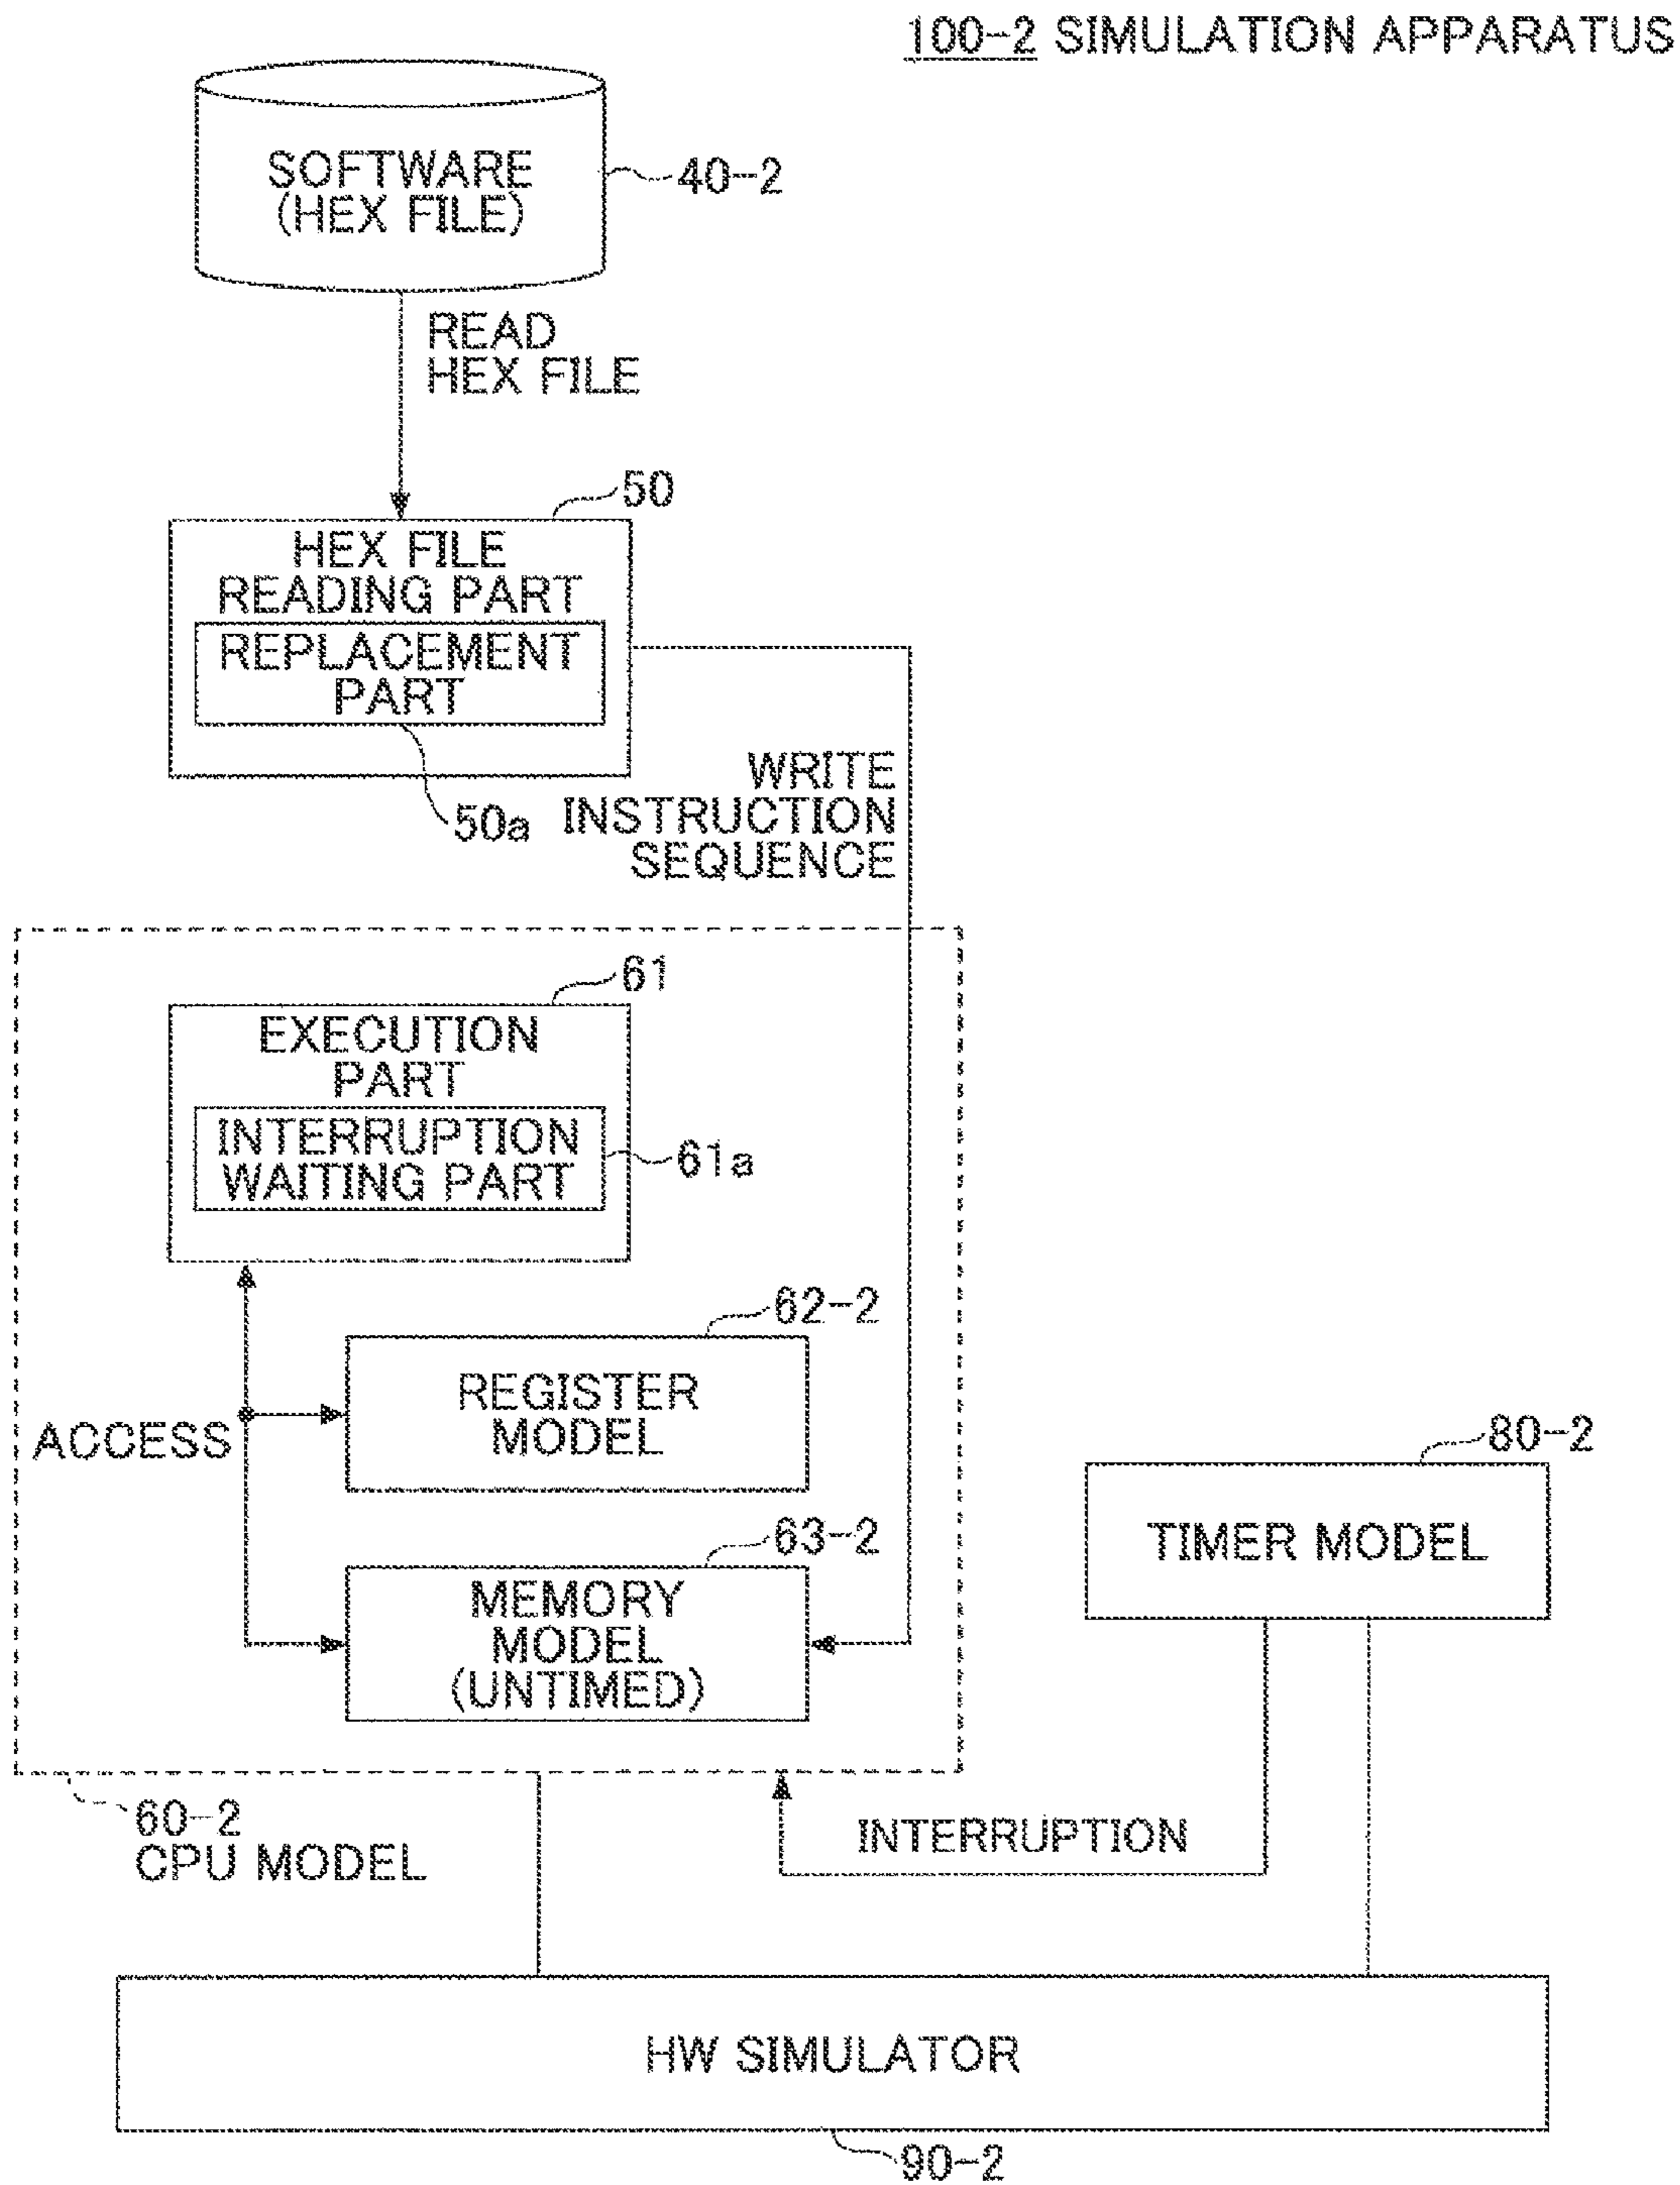 100-2 SIMULATION APPARATUS
SOFTWARE
(HEX FILE)
40-2
READ
HEX FILE
50
HEX FILE
READING PART
REPLACEMENT
PART
50a
WRITE
INSTRUCTION
SEQUENCE
61
EXECUTION
PART
INTERRUPTION
WAITING PART
61a
62-2
REGISTER
MODEL
ACCESS
63-2
MEMORY
MODEL
(UNTIMED)
80-2
TIMER MODEL
60-2
CPU MODEL
INTERRUPTION
HW SIMULATOR
90-2